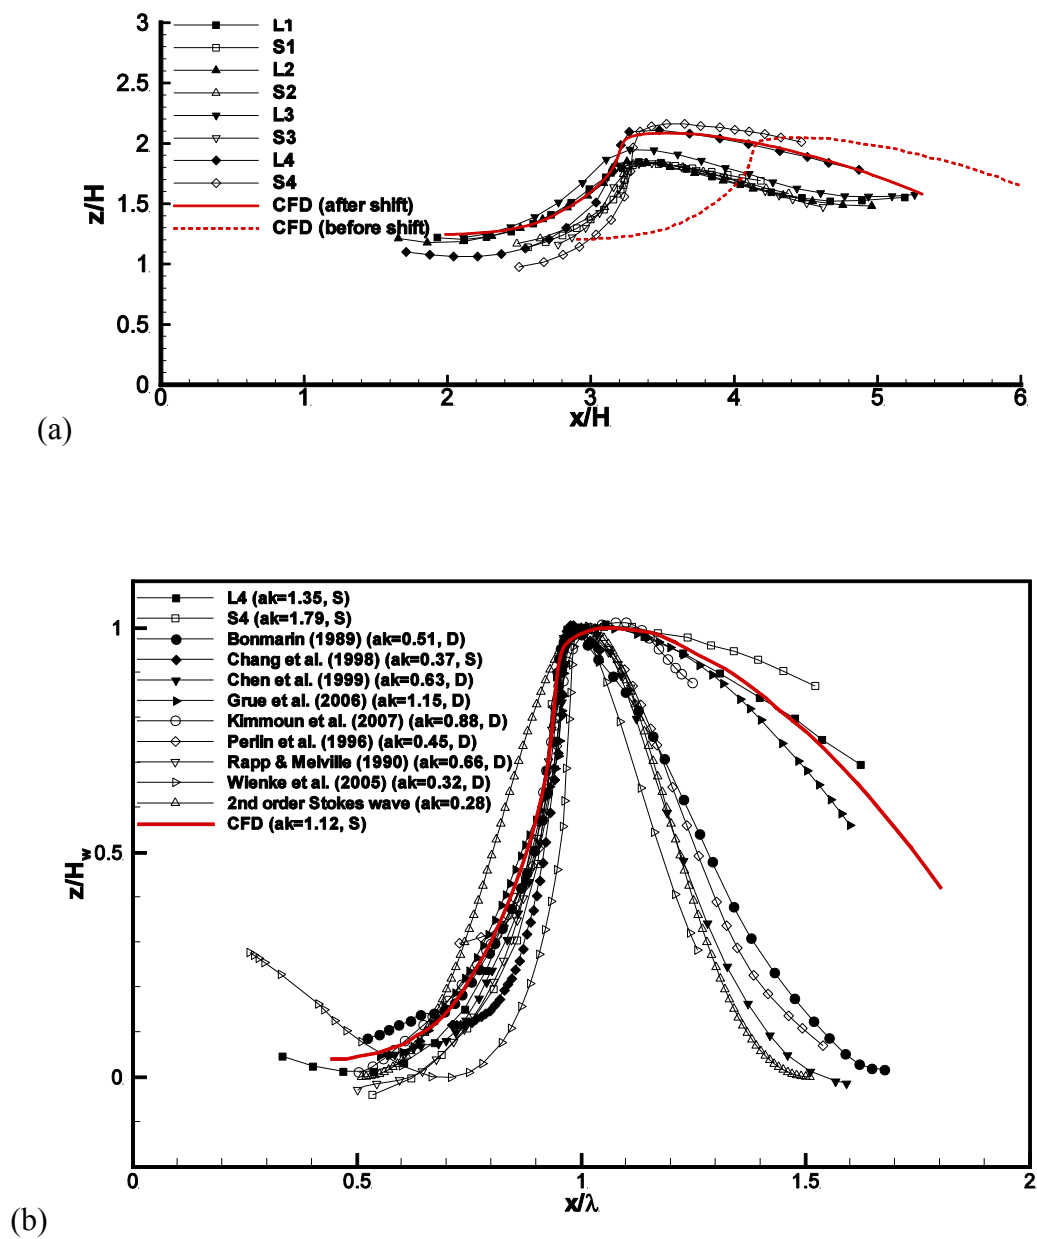 3
2.5
2
1.5
1
0.5
0
z/H
L1
S1
L2
S2
L3
S3
L4
S4
CFD (after shift)
CFD (before shift)
0 1 2 3 4 5 6
x/H
(a)
1
0.5
0
z/Hw
L4 (ak=1.35, S)
S4 (ak=1.79, S)
Bonmarin (1989) (ak=0.51, D)
Chang et al. (1998) (ak=0.37, S)
Chen et al. (1999) (ak=0.63, D)
Grue et al. (2006) (ak=1.15, D)
Kimmoun et al. (2007) (ak=0.88, D)
Perlin et al. (1996) (ak=0.45, D)
Rapp & Melville (1990) (ak=0.66, D)
Wienke et al. (2005) (ak=0.32, D)
2nd order Stokes wave (ak=0.28)
CFD (ak=1.12, S)
0 0.5 1 1.5 2
x/λ
(b)